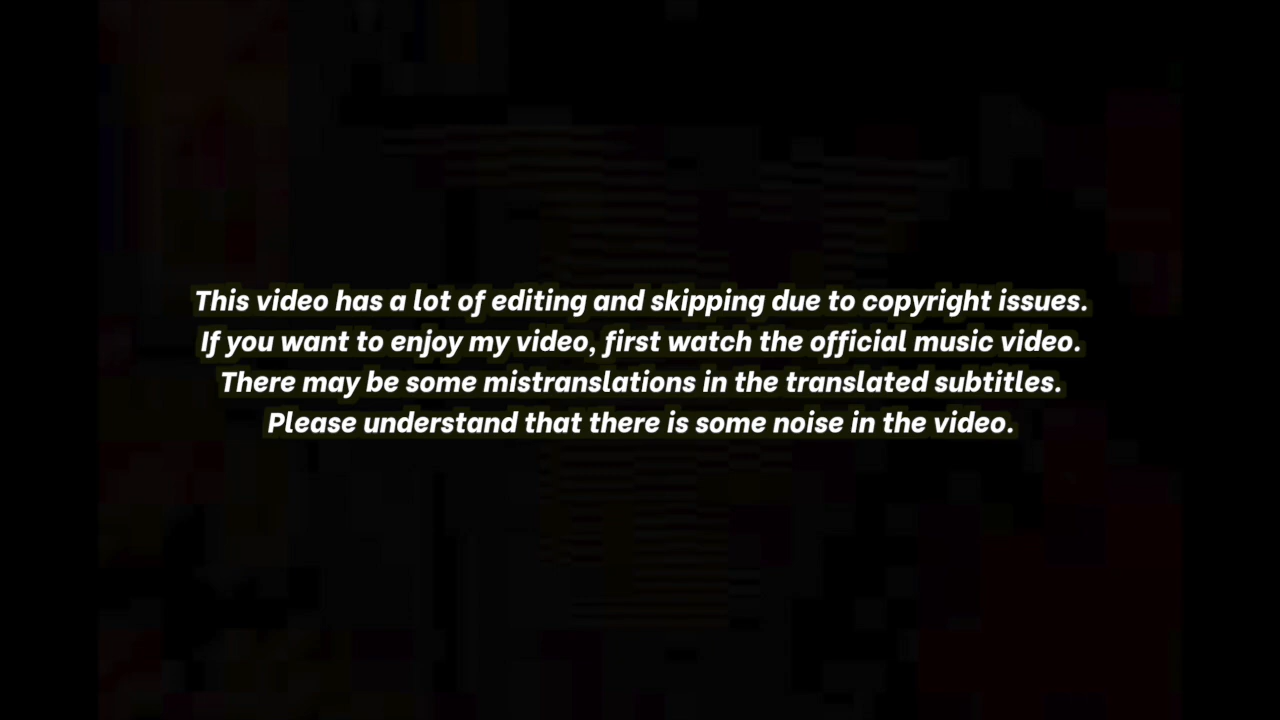 This video has a lot of editing and skipping due to copyright issues.
If you want to enjoy my video, first watch the official music video.
There may be some mistranslations in the translated subtitles.
Please understand that there is some noise in the video.